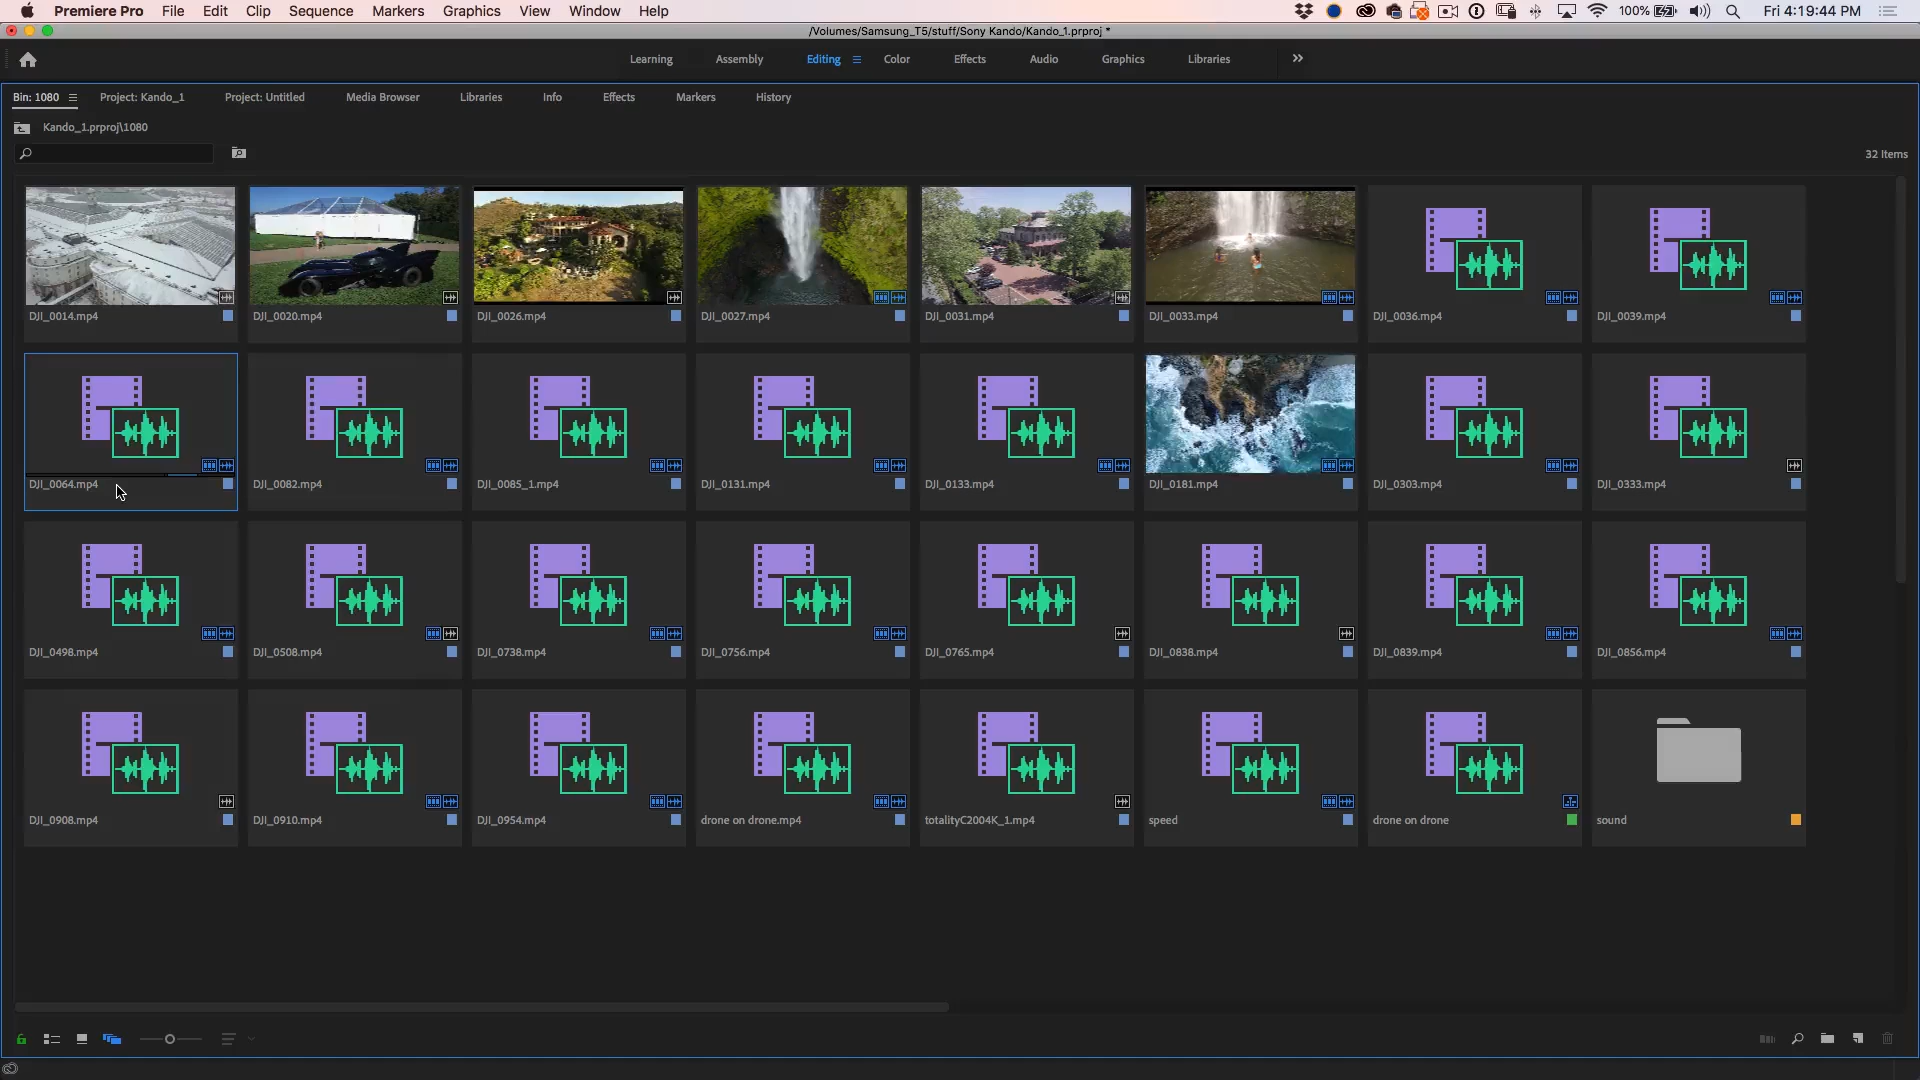 Premiere Pro File Edit Clip Sequence Markers Graphics View Window Help 100% Fri 4:19:44 PM
/Volumes/Samsung_T5/stuff/Sony Kando/Kando_1.prproj *
Learning Assembly Editing Color Effects Audio Graphics Libraries
Bin: 1080 Project: Kando_1 Project: Untitled Media Browser Libraries Info Effects Markers History
Kando_1.prproj\1080
32 Items
DJI_0014.mp4 DJI_0020.mp4 DJI_0026.mp4 DJI_0027.mp4 DJI_0031.mp4 DJI_0033.mp4 DJI_0036.mp4 DJI_0039.mp4
DJI_0064.mp4 DJI_0082.mp4 DJI_0085_1.mp4 DJI_0131.mp4 DJI_0133.mp4 DJI_0181.mp4 DJI_0303.mp4 DJI_0333.mp4
DJI_0498.mp4 DJI_0508.mp4 DJI_0738.mp4 DJI_0756.mp4 DJI_0765.mp4 DJI_0838.mp4 DJI_0839.mp4 DJI_0856.mp4
DJI_0908.mp4 DJI_0910.mp4 DJI_0954.mp4 drone on drone.mp4 totalityC2004K_1.mp4 speed drone on drone sound